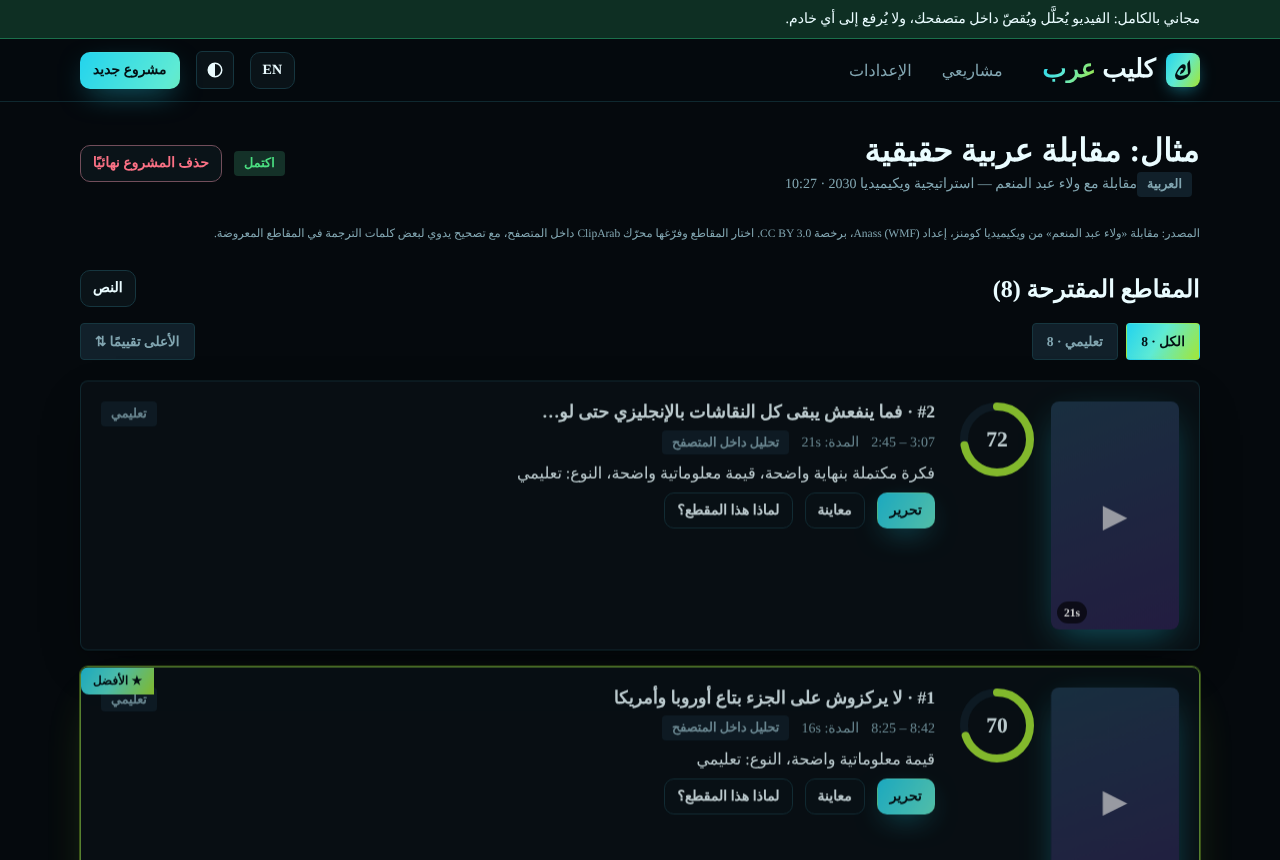 مجاني بالكامل: الفيديو يُحلَّل ويُقصّ داخل متصفحك، ولا يُرفع إلى أي خادم.
ك كليب عرب مشاريعي الإعدادات EN مشروع جديد
مثال: مقابلة عربية حقيقية
العربية مقابلة مع ولاء عبد المنعم — استراتيجية ويكيميديا 2030 · 10:27
اكتمل حذف المشروع نهائيًا
المصدر: مقابلة «ولاء عبد المنعم» من ويكيميديا كومنز، إعداد Anass (WMF)، برخصة CC BY 3.0. اختار المقاطع وفرّغها محرّك ClipArab داخل المتصفح، مع تصحيح يدوي لبعض كلمات الترجمة في المقاطع المعروضة.
المقاطع المقترحة (8) النص
الكل · 8 تعليمي · 8 الأعلى تقييمًا ⇅
72 #2 · فما ينفعش يبقى كل النقاشات بالإنجليزي حتى لو… تعليمي
2:45 – 3:07 المدة: 21s تحليل داخل المتصفح
فكرة مكتملة بنهاية واضحة، قيمة معلوماتية واضحة، النوع: تعليمي
تحرير معاينة لماذا هذا المقطع؟
21s
★ الأفضل
70 #1 · لا يركزوش على الجزء بتاع أوروبا وأمريكا تعليمي
8:25 – 8:42 المدة: 16s تحليل داخل المتصفح
قيمة معلوماتية واضحة، النوع: تعليمي
تحرير معاينة لماذا هذا المقطع؟